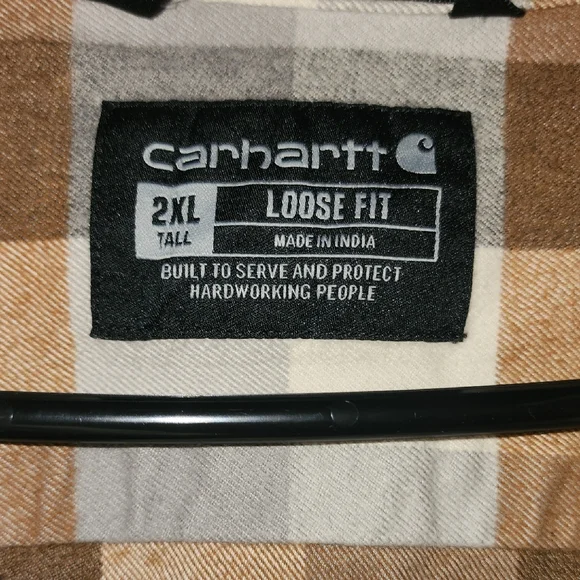 carhartt
2XL TALL
LOOSE FIT
MADE IN INDIA
BUILT TO SERVE AND PROTECT
HARDWORKING PEOPLE